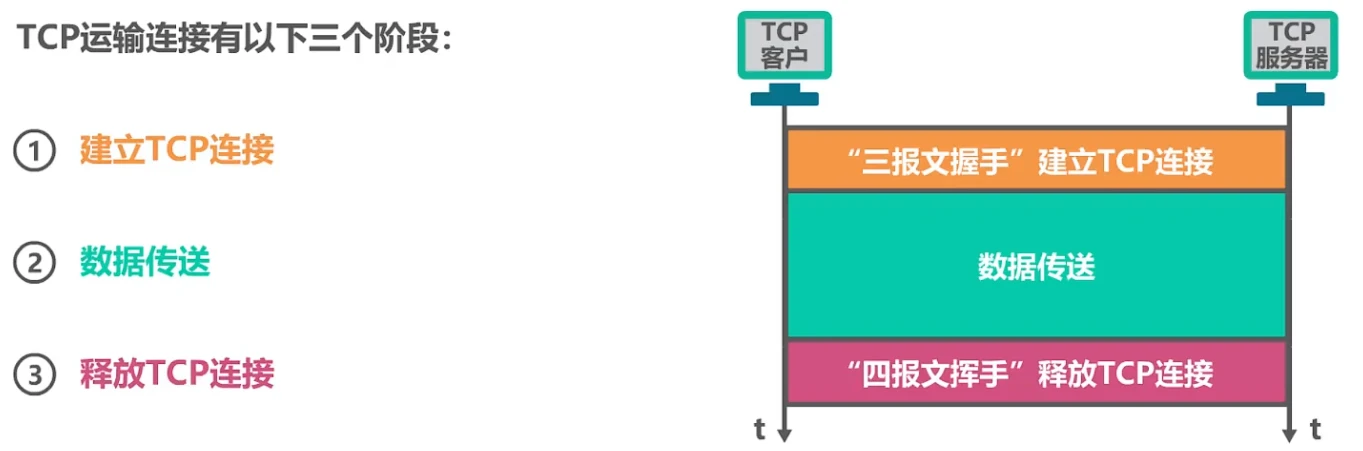 TCP运输连接有以下三个阶段：
① 建立TCP连接
② 数据传送
③ 释放TCP连接
TCP
客户
TCP
服务器
“三报文握手”建立TCP连接
数据传送
“四报文挥手”释放TCP连接
t
t